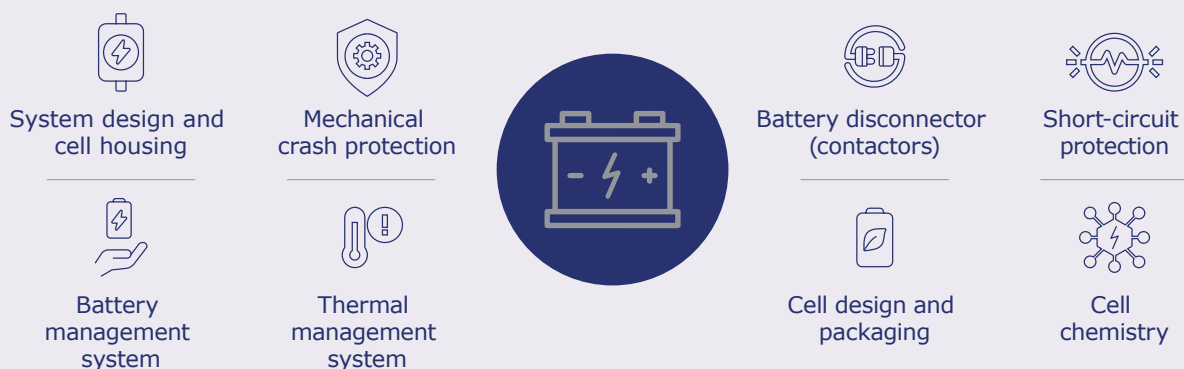 System design and
cell housing
Mechanical
crash protection
Battery disconnector
(contactors)
Short-circuit
protection
Battery
management
system
Thermal
management
system
Cell design and
packaging
Cell
chemistry